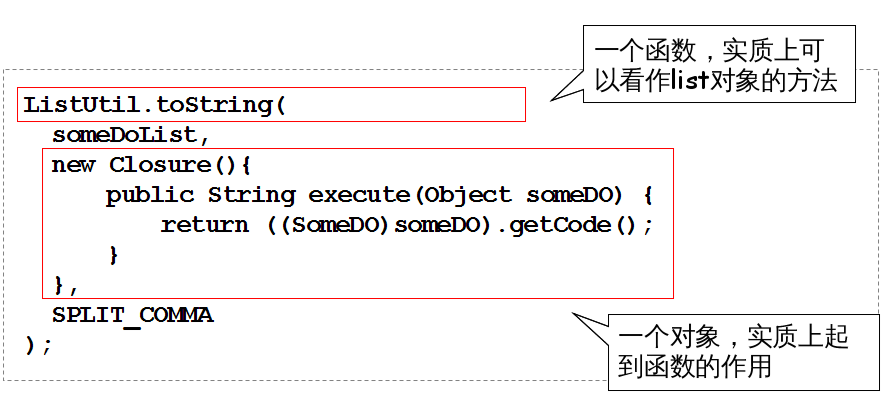 一个函数，实质上可
以看作list对象的方法
ListUtil.toString(
someDoList,
new Closure(){
public String execute(Object someDO) {
return ((SomeDO)someDO).getCode();
}
},
SPLIT_COMMA
);
一个对象，实质上起
到函数的作用